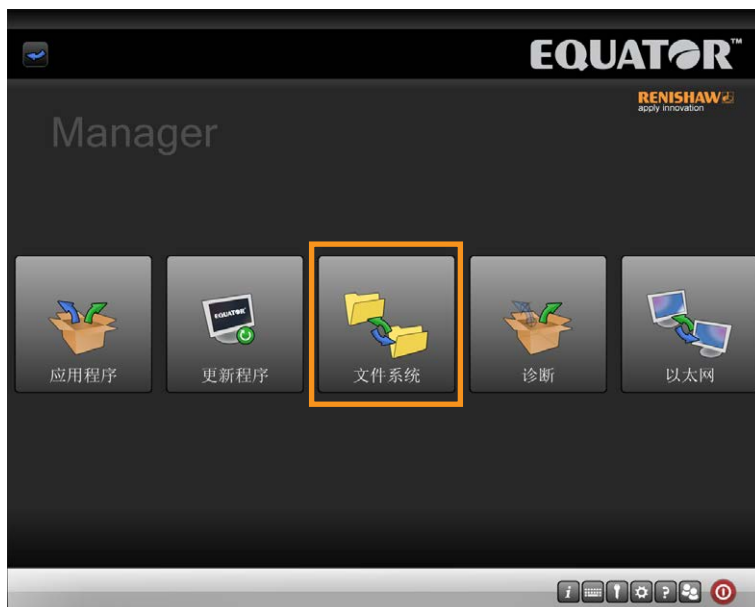 EQUATOR™
RENISHAW
apply innovation
Manager
EQUATOR
应用程序
更新程序
文件系统
诊断
以太网